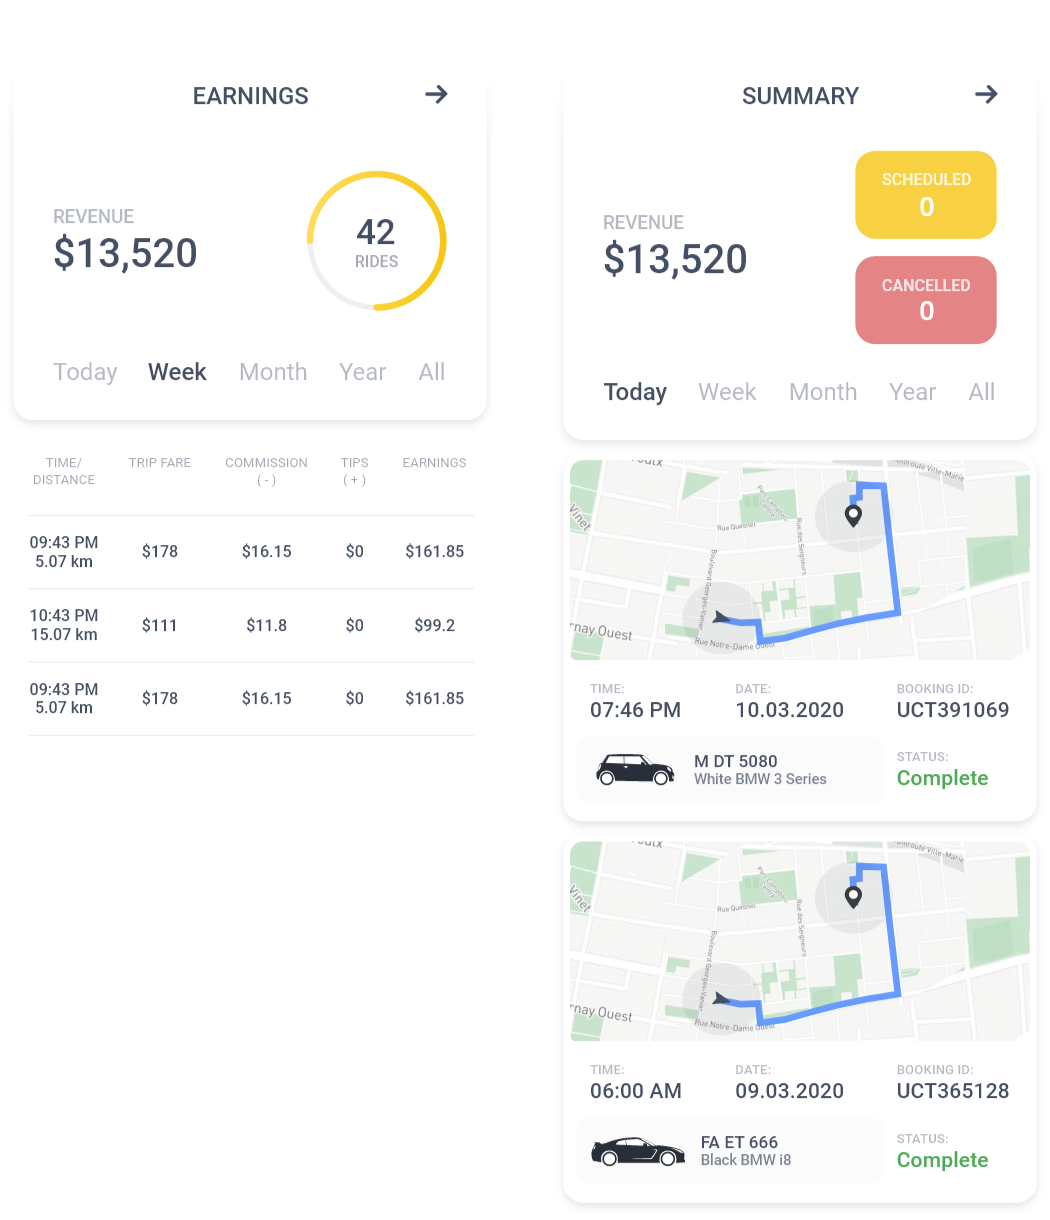 EARNINGS
REVENUE
$13,520
42
RIDES
Today Week Month Year All
TIME/ TRIP FARE COMMISSION TIPS EARNINGS
DISTANCE ( - ) ( + )
09:43 PM
5.07 km
$178 $16.15 $0 $161.85
10:43 PM
15.07 km
$111 $11.8 $0 $99.2
09:43 PM
5.07 km
$178 $16.15 $0 $161.85
SUMMARY
REVENUE
$13,520
SCHEDULED
0
CANCELLED
0
Today Week Month Year All
Vinet
Rue Quesnel
Rue des Seigneurs
Boulevard Georges-Vanier
rnay Ouest
Rue Notre-Dame Ouest
TIME: DATE: BOOKING ID:
07:46 PM 10.03.2020 UCT391069
M DT 5080
White BMW 3 Series
STATUS:
Complete
Vinet
Rue Quesnel
Rue des Seigneurs
Boulevard Georges-Vanier
rnay Ouest
Rue Notre-Dame Ouest
TIME: DATE: BOOKING ID:
06:00 AM 09.03.2020 UCT365128
FA ET 666
Black BMW i8
STATUS:
Complete